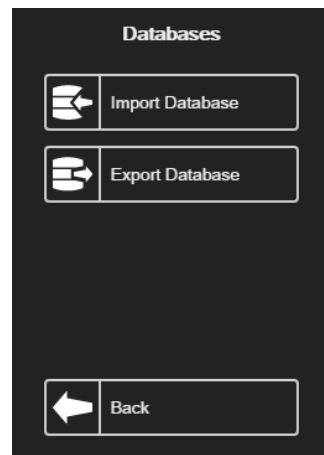 Databases
Import Database
Export Database
Back